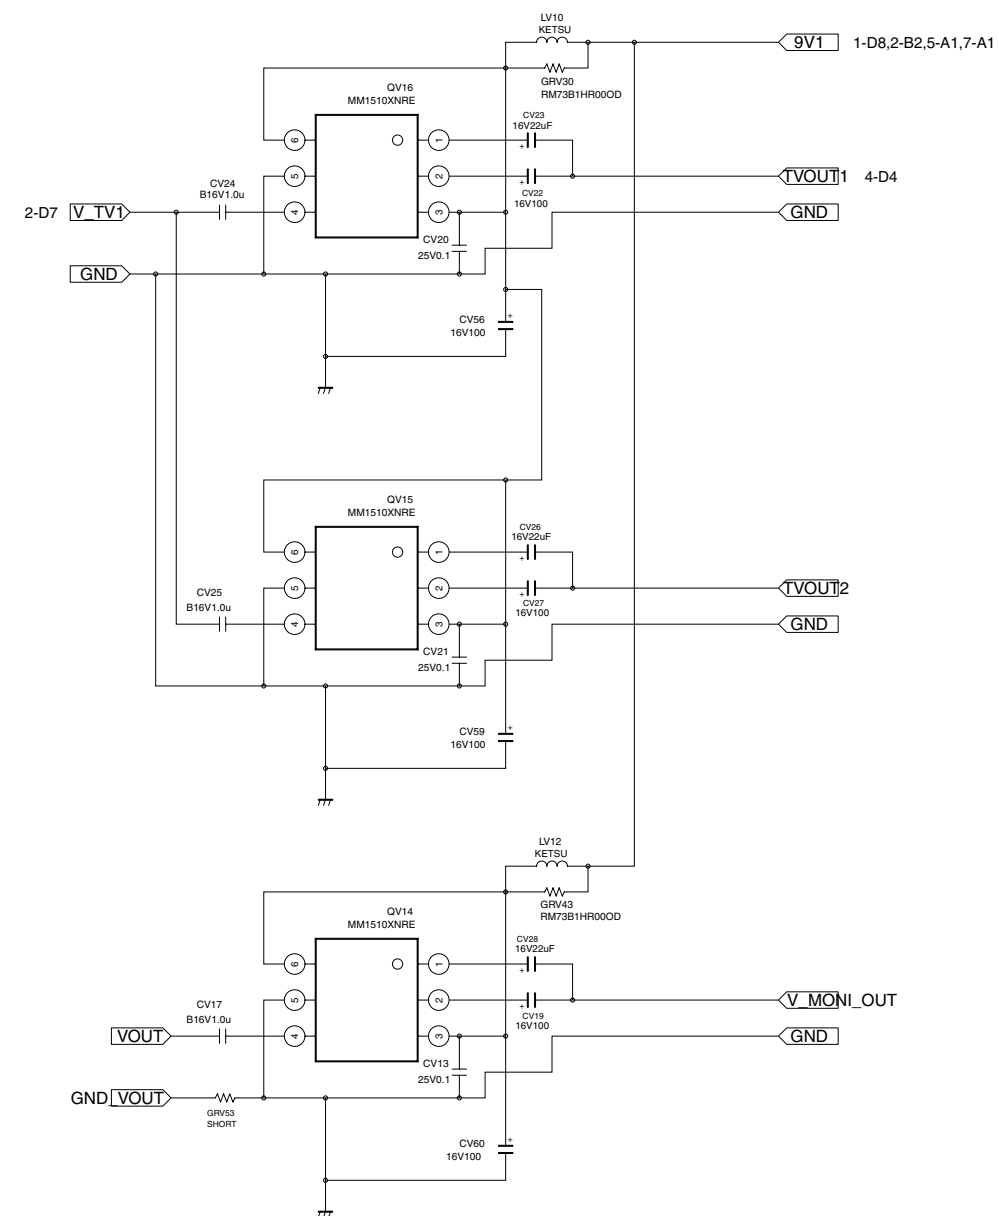 LV10
KETSU
9V1
1-D8,2-B2,5-A1,7-A1
GRV30
RM73B1HR00OD
QV16
MM1510XNRE
CV23
16V22uF
6
1
5
2
TVOUT1
4-D4
CV24
B16V1.0u
CV22
16V100
2-D7
V_TV1
4
3
GND
CV20
25V0.1
GND
CV56
16V100
QV15
MM1510XNRE
CV26
16V22uF
6
1
5
2
TVOUT2
CV25
B16V1.0u
CV27
16V100
4
3
GND
CV21
25V0.1
CV59
16V100
LV12
KETSU
GRV43
RM73B1HR00OD
QV14
MM1510XNRE
CV28
16V22uF
6
1
5
2
V_MONI_OUT
CV17
B16V1.0u
CV19
16V100
VOUT
4
3
GND
CV13
25V0.1
GND_VOUT
GRV53
SHORT
CV60
16V100